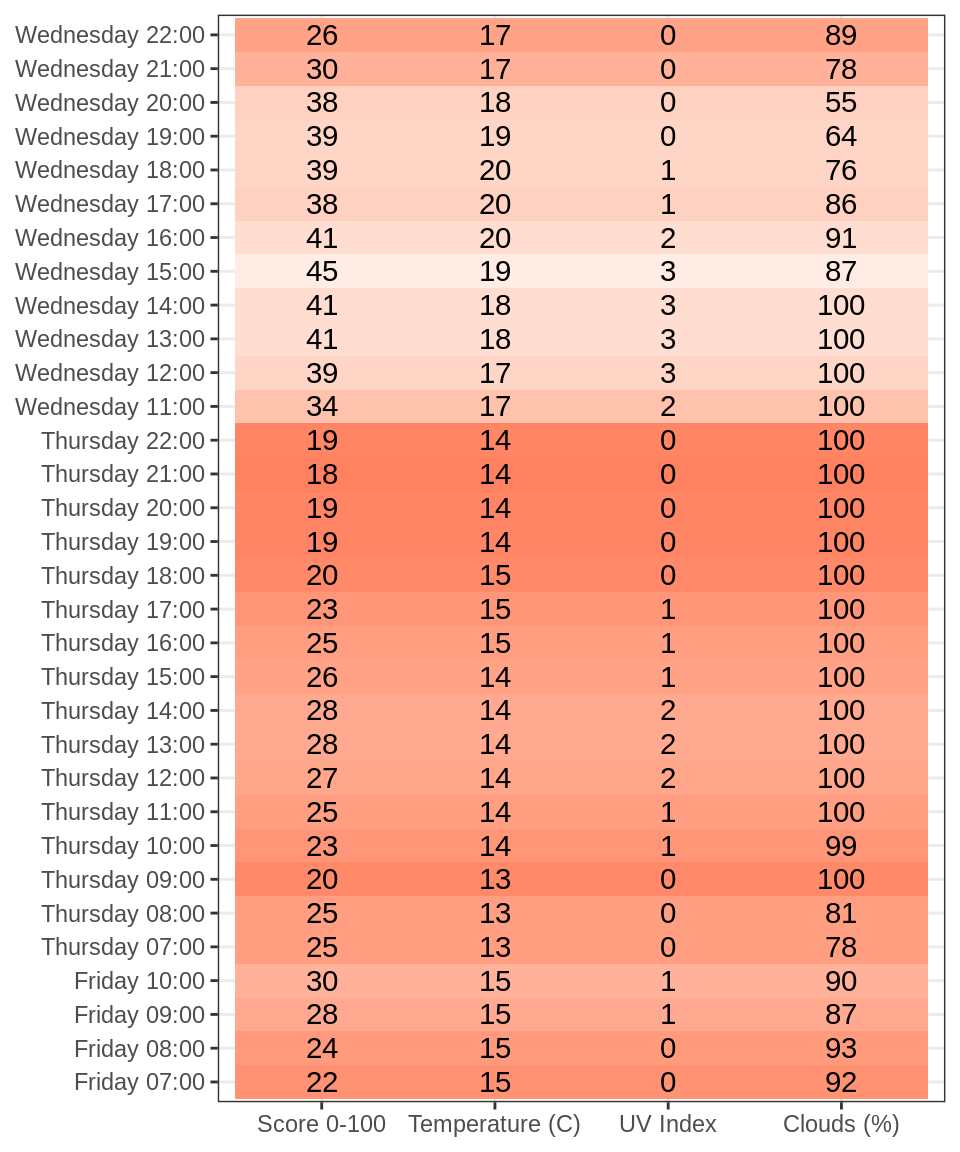 Wednesday 22:00 26 17 0 89
Wednesday 21:00 30 17 0 78
Wednesday 20:00 38 18 0 55
Wednesday 19:00 39 19 0 64
Wednesday 18:00 39 20 1 76
Wednesday 17:00 38 20 1 86
Wednesday 16:00 41 20 2 91
Wednesday 15:00 45 19 3 87
Wednesday 14:00 41 18 3 100
Wednesday 13:00 41 18 3 100
Wednesday 12:00 39 17 3 100
Wednesday 11:00 34 17 2 100
Thursday 22:00 19 14 0 100
Thursday 21:00 18 14 0 100
Thursday 20:00 19 14 0 100
Thursday 19:00 19 14 0 100
Thursday 18:00 20 15 0 100
Thursday 17:00 23 15 1 100
Thursday 16:00 25 15 1 100
Thursday 15:00 26 14 1 100
Thursday 14:00 28 14 2 100
Thursday 13:00 28 14 2 100
Thursday 12:00 27 14 2 100
Thursday 11:00 25 14 1 100
Thursday 10:00 23 14 1 99
Thursday 09:00 20 13 0 100
Thursday 08:00 25 13 0 81
Thursday 07:00 25 13 0 78
Friday 10:00 30 15 1 90
Friday 09:00 28 15 1 87
Friday 08:00 24 15 0 93
Friday 07:00 22 15 0 92
Score 0-100 Temperature (C) UV Index Clouds (%)